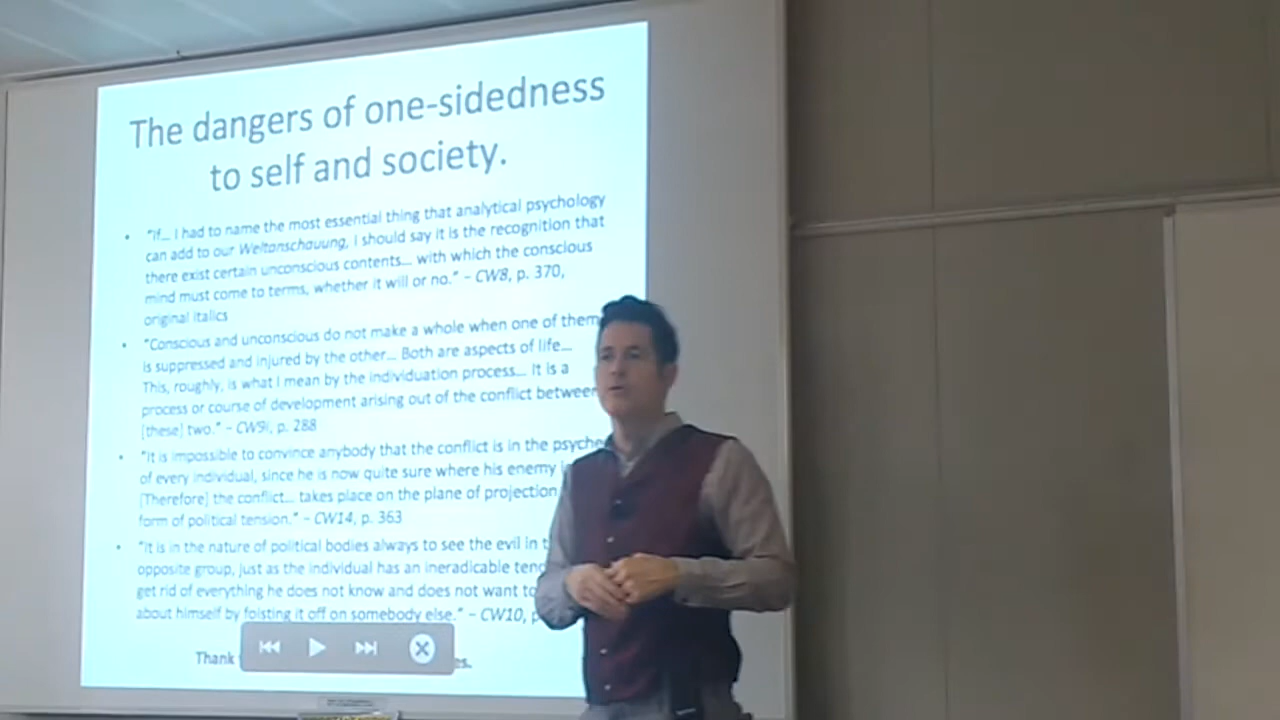 The dangers of one-sidedness
to self and society.
• "If... I had to name the most essential thing that analytical psychology
can add to our Weltanschauung, I should say it is the recognition that
there exist certain unconscious contents... with which the conscious
mind must come to terms, whether it will or no." – CW8, p. 370,
original italics
• "Conscious and unconscious do not make a whole when one of them
is suppressed and injured by the other... Both are aspects of life...
This, roughly, is what I mean by the individuation process... It is a
process or course of development arising out of the conflict between
[these] two." – CW9i, p. 288
• "It is impossible to convince anybody that the conflict is in the psyche
of every individual, since he is now quite sure where his enemy
[Therefore] the conflict... takes place on the plane of projection
form of political tension." – CW14, p. 363
• "It is in the nature of political bodies always to see the evil in
opposite group, just as the individual has an ineradicable
get rid of everything he does not know and does not want to
about himself by foisting it off on somebody else." – CW10,
Thank